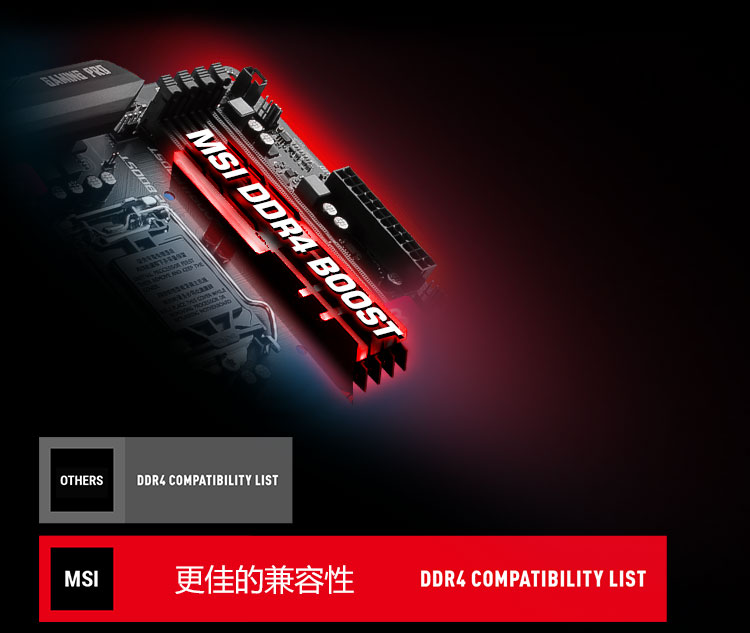 GAMING PRO
MSI DDR4 BOOST
OTHERS
DDR4 COMPATIBILITY LIST
MSI
更佳的兼容性
DDR4 COMPATIBILITY LIST